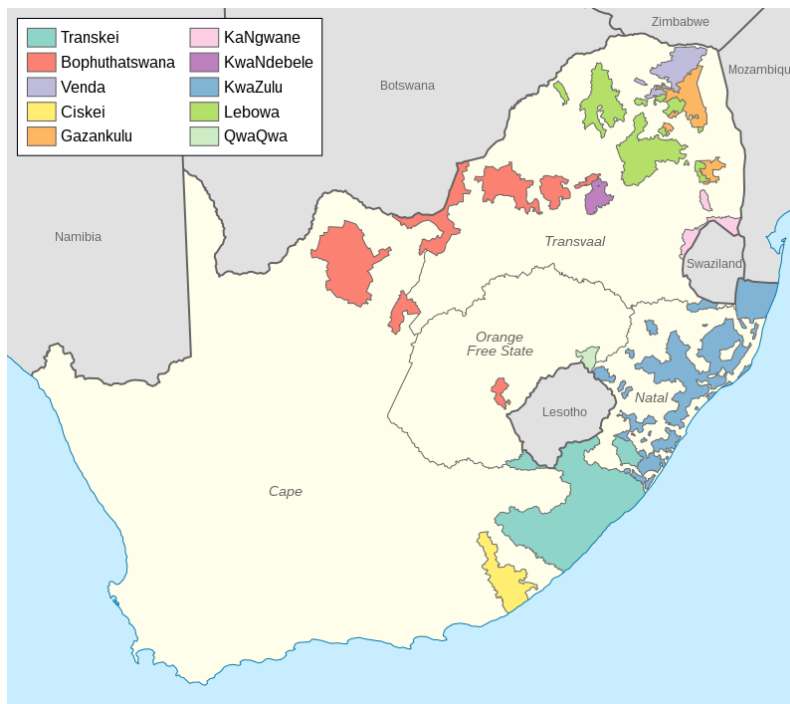 Transkei
Bophuthatswana
Venda
Ciskei
Gazankulu
KaNgwane
KwaNdebele
KwaZulu
Lebowa
QwaQwa
Zimbabwe
Mozambiqu
Botswana
Namibia
Transvaal
Swaziland
Orange
Free State
Natal
Lesotho
Cape